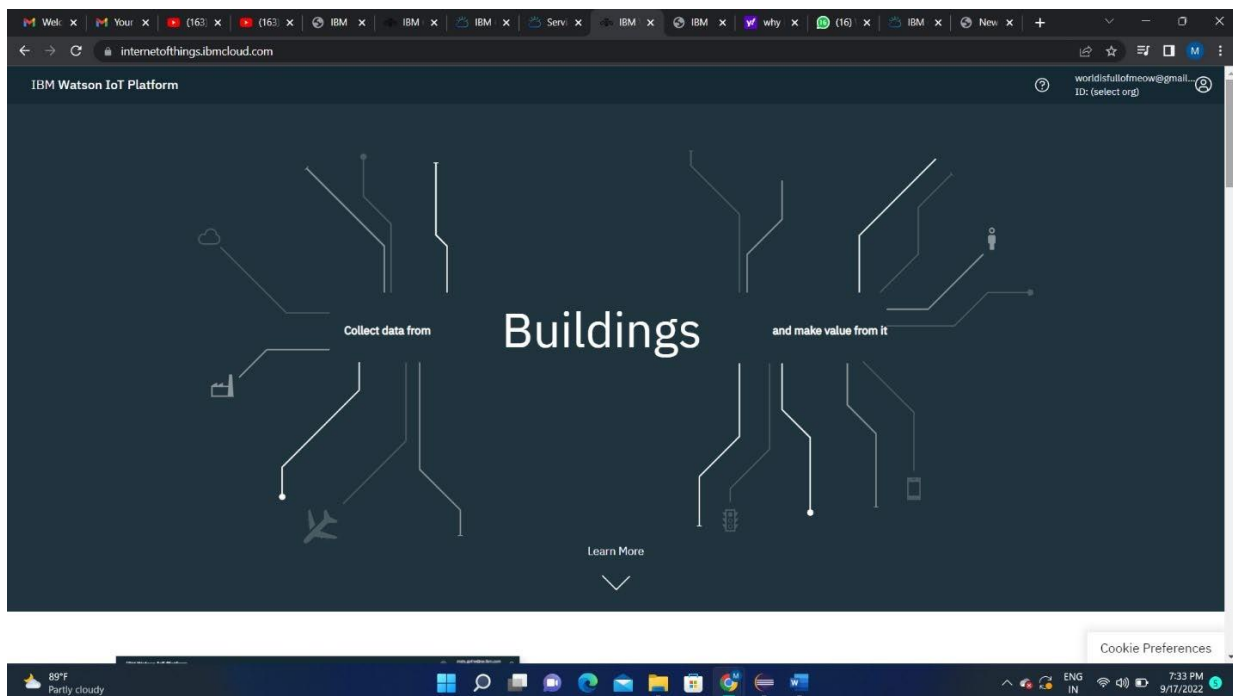 Welc
Your
(163)
(163)
IBM
IBM
IBM
Servi
IBM
IBM
why
(16)
IBM
New
internetofthings.ibmcloud.com
M
IBM Watson IoT Platform
worldisfullofmeow@gmail...
ID: (select org)
Collect data from
Buildings
and make value from it
Learn More
Cookie Preferences
89°F
Partly cloudy
ENG
IN
7:33 PM
9/17/2022
5